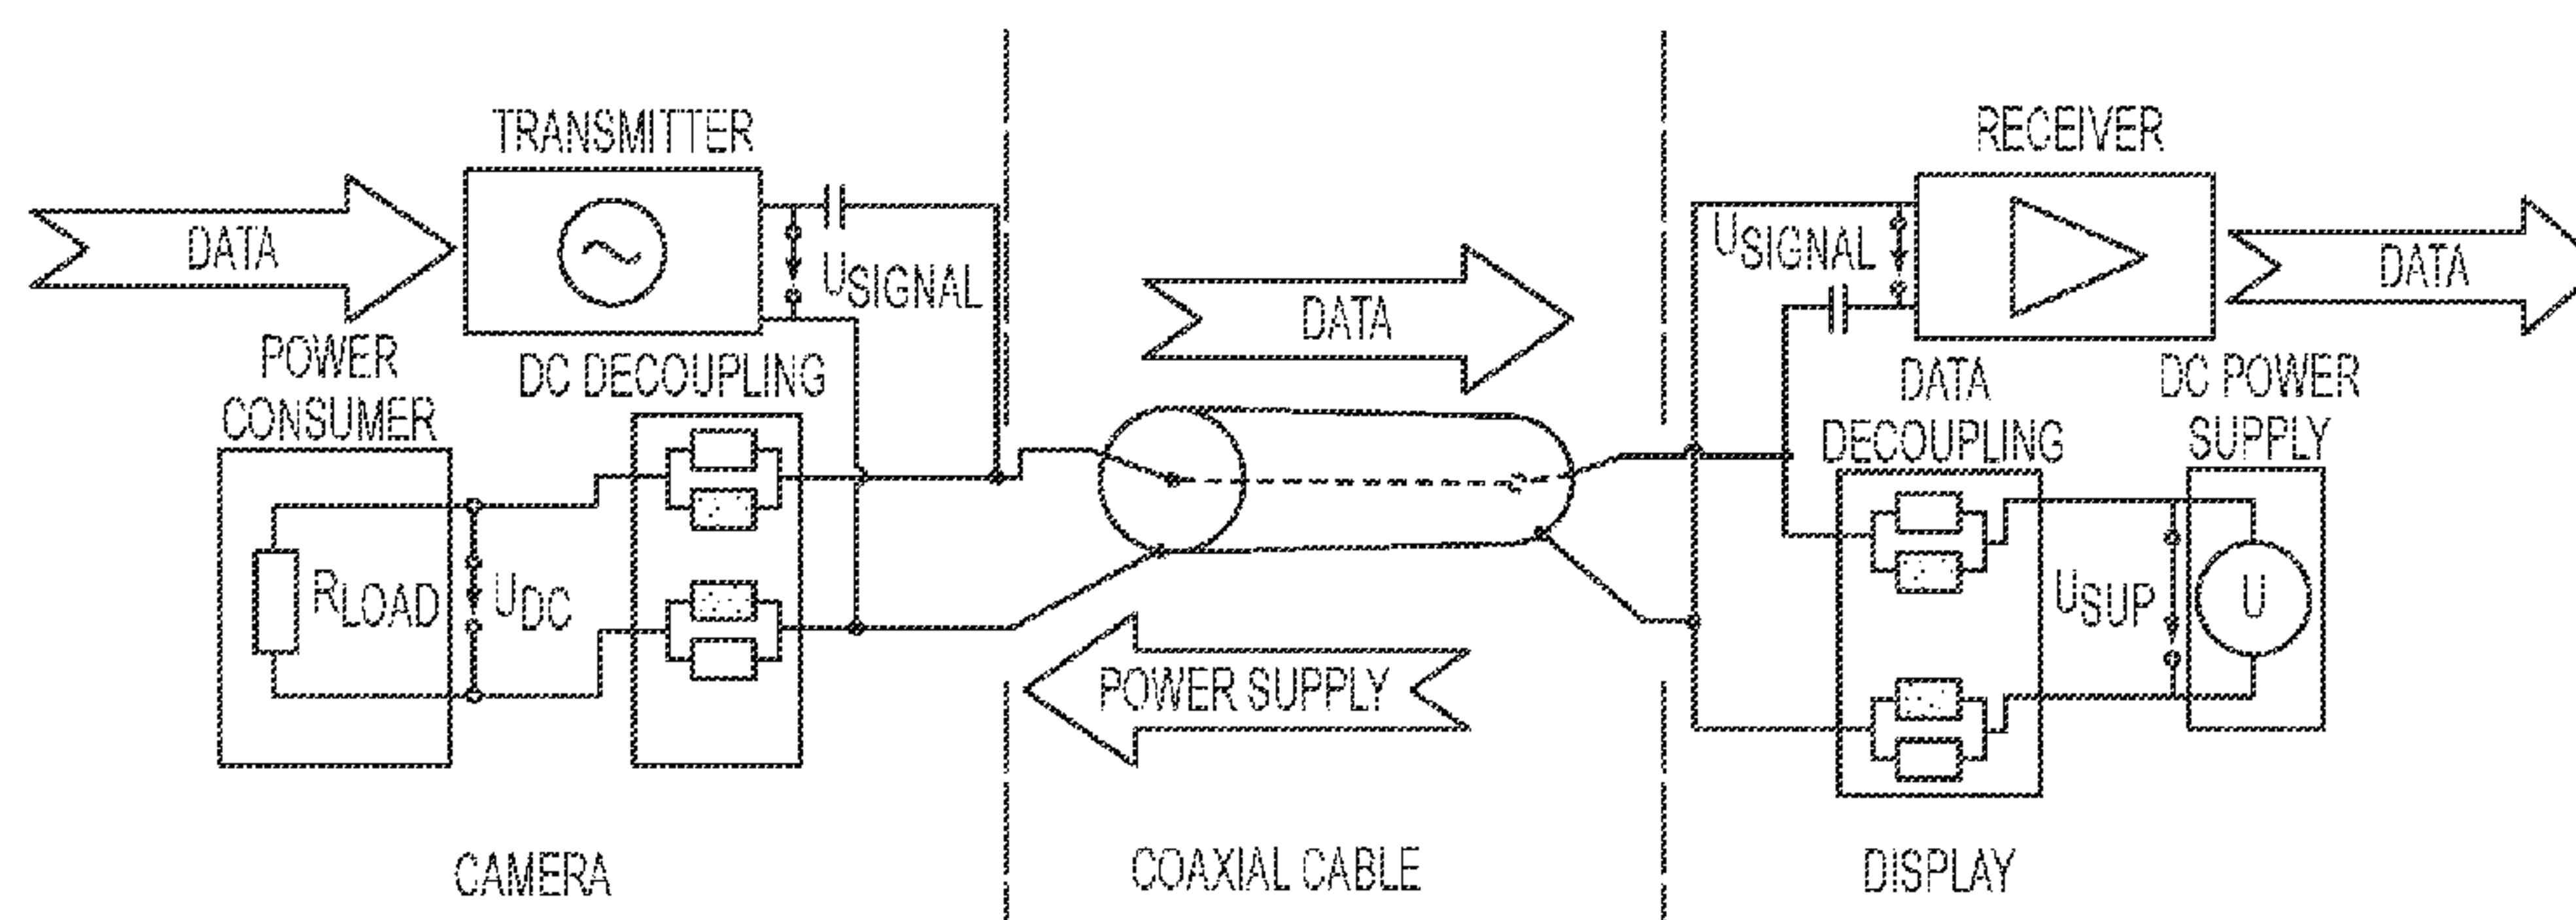 TRANSMITTER
RECEIVER
DATA
USIGNAL
USIGNAL
DATA
DATA
POWER
CONSUMER
DC DECOUPLING
DATA
DECOUPLING
DC POWER
SUPPLY
RLOAD
UDC
USUP
U
POWER SUPPLY
CAMERA
COAXIAL CABLE
DISPLAY